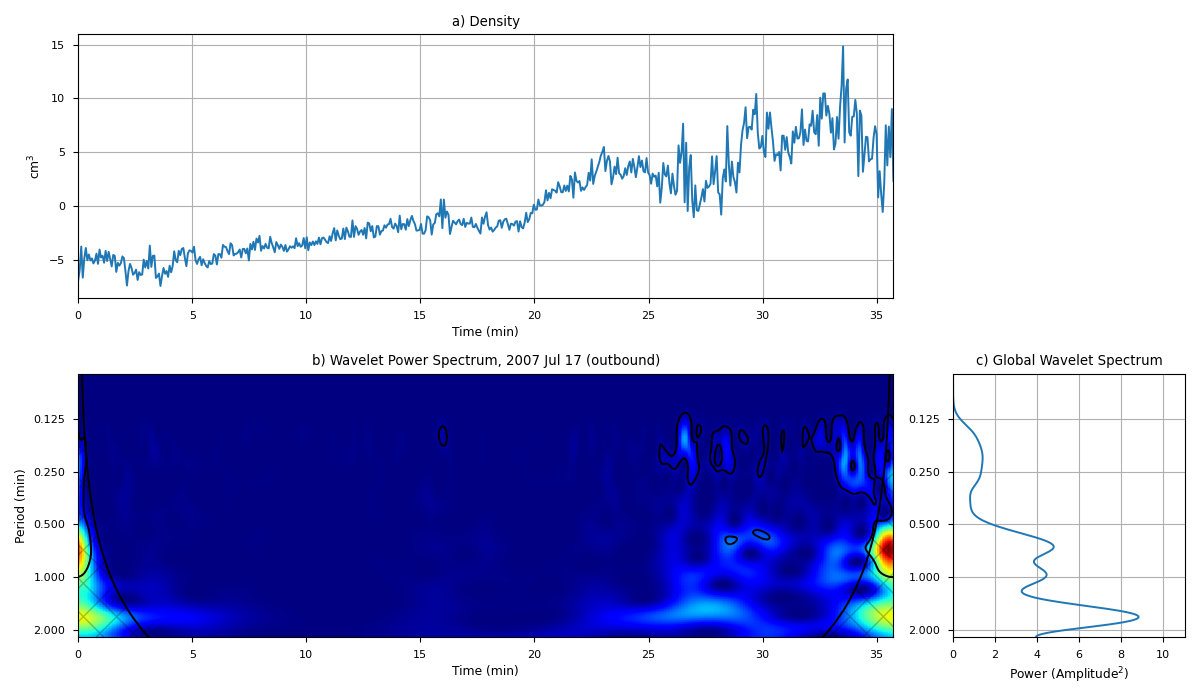 a) Density
15
10
5
0
−5
cm³
0 5 10 15 20 25 30 35
Time (min)
b) Wavelet Power Spectrum, 2007 Jul 17 (outbound)
0.125
0.250
0.500
1.000
2.000
Period (min)
0 5 10 15 20 25 30 35
Time (min)
c) Global Wavelet Spectrum
0.125
0.250
0.500
1.000
2.000
0 2 4 6 8 10
Power (Amplitude²)